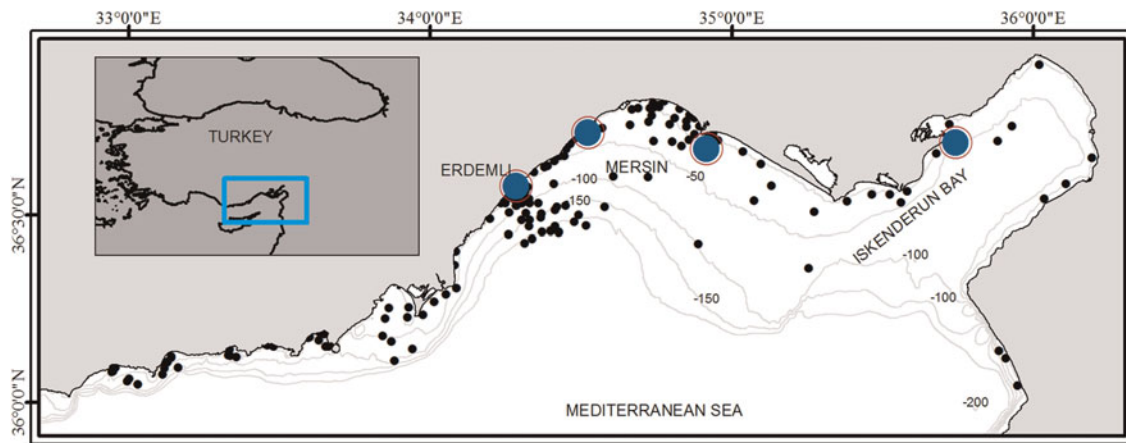 33°0'0"E
34°0'0"E
35°0'0"E
36°0'0"E
TURKEY
ERDEMLI
MERSIN
-50
-100
-150
36°30'0"N
ISKENDERUN BAY
-100
-100
-150
36°0'0"N
MEDITERRANEAN SEA
-200